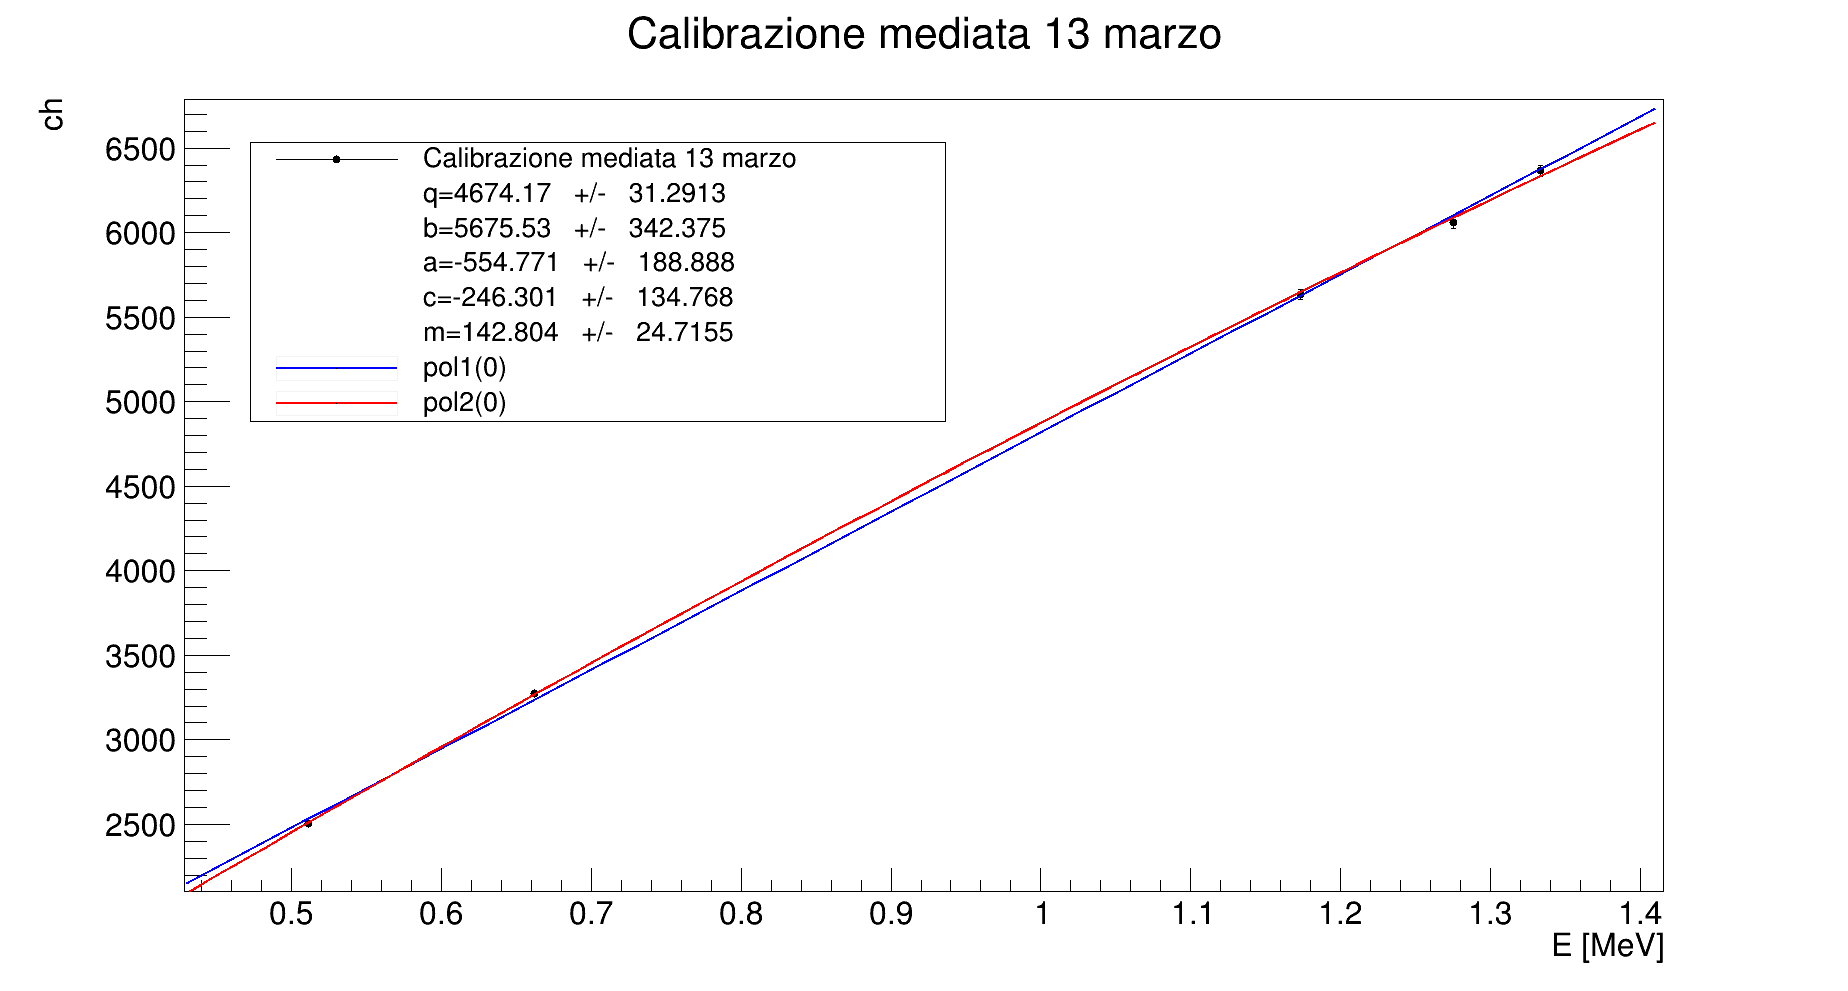 Calibrazione mediata 13 marzo
ch
6500
6000
5500
5000
4500
4000
3500
3000
2500
Calibrazione mediata 13 marzo
q=4674.17 +/- 31.2913
b=5675.53 +/- 342.375
a=-554.771 +/- 188.888
c=-246.301 +/- 134.768
m=142.804 +/- 24.7155
pol1(0)
pol2(0)
0.5 0.6 0.7 0.8 0.9 1 1.1 1.2 1.3 1.4
E [MeV]